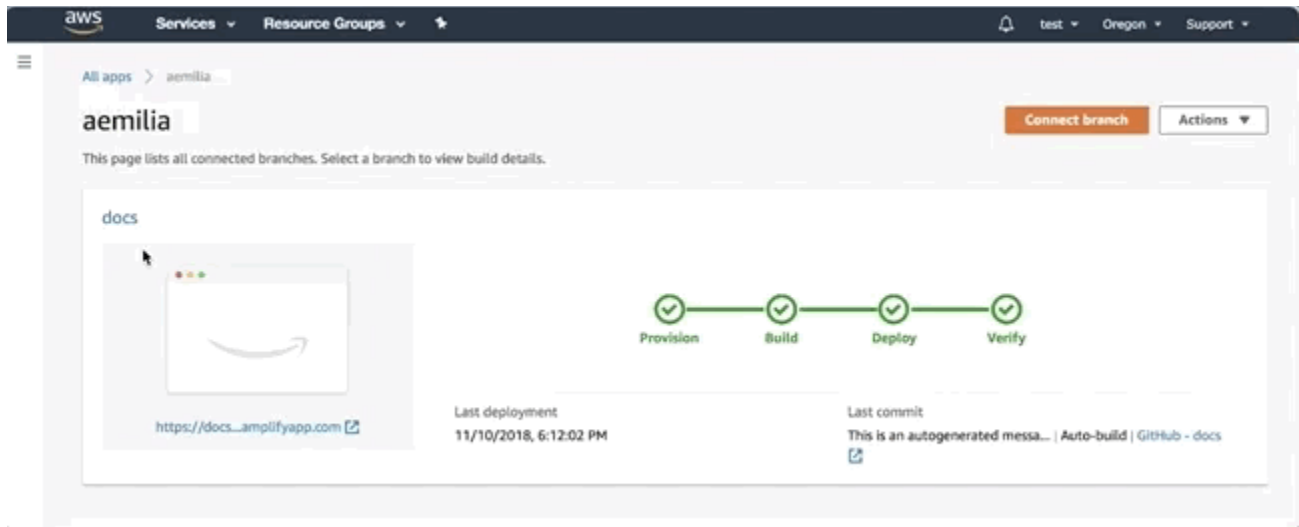 aws Services Resource Groups test Oregon Support
All apps aemilia
aemilia
Connect branch Actions
This page lists all connected branches. Select a branch to view build details.
docs
Provision Build Deploy Verify
https://docs...amplifyapp.com
Last deployment
11/10/2018, 6:12:02 PM
Last commit
This is an autogenerated messa... | Auto-build | GitHub - docs